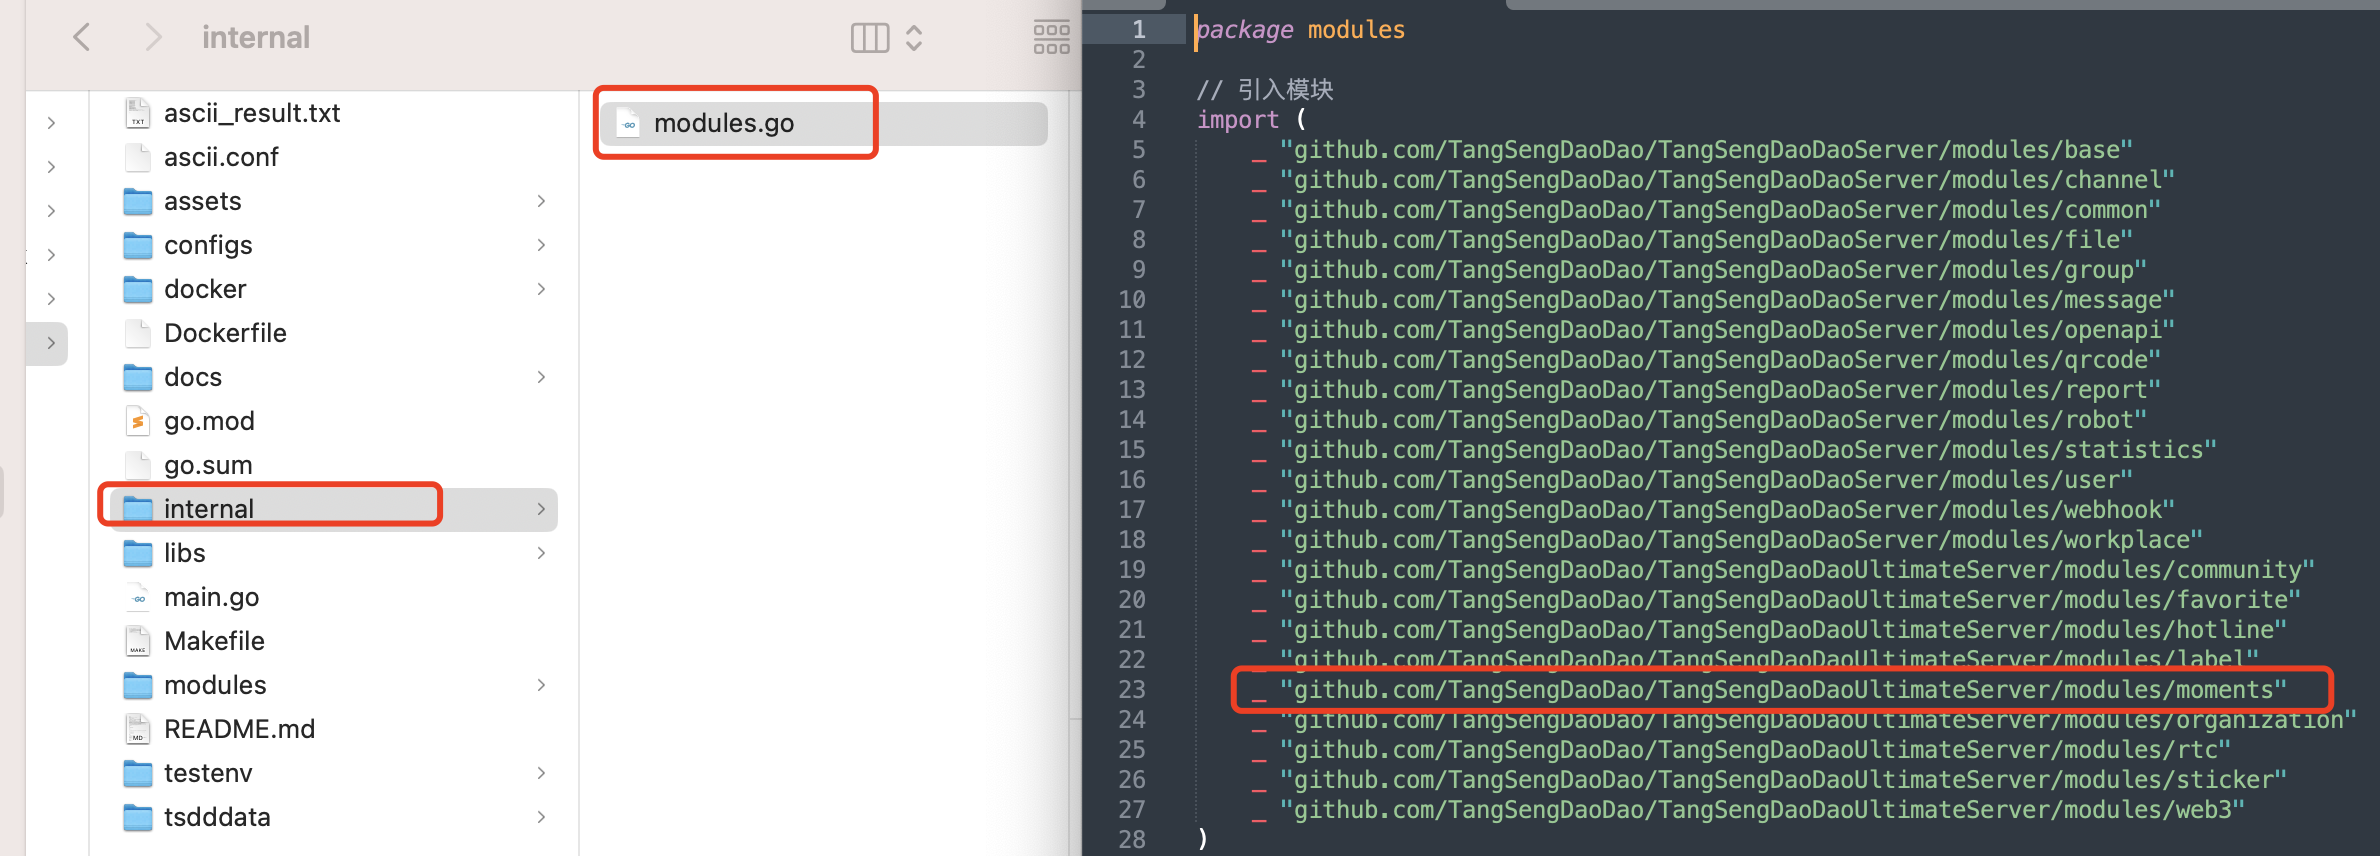 internal
ascii_result.txt
ascii.conf
assets
configs
docker
Dockerfile
docs
go.mod
go.sum
internal
libs
main.go
Makefile
modules
README.md
testenv
tsdddata
modules.go
1 package modules
2
3 // 引入模块
4 import (
5 _ "github.com/TangSengDaoDao/TangSengDaoDaoServer/modules/base"
6 _ "github.com/TangSengDaoDao/TangSengDaoDaoServer/modules/channel"
7 _ "github.com/TangSengDaoDao/TangSengDaoDaoServer/modules/common"
8 _ "github.com/TangSengDaoDao/TangSengDaoDaoServer/modules/file"
9 _ "github.com/TangSengDaoDao/TangSengDaoDaoServer/modules/group"
10 _ "github.com/TangSengDaoDao/TangSengDaoDaoServer/modules/message"
11 _ "github.com/TangSengDaoDao/TangSengDaoDaoServer/modules/openapi"
12 _ "github.com/TangSengDaoDao/TangSengDaoDaoServer/modules/qrcode"
13 _ "github.com/TangSengDaoDao/TangSengDaoDaoServer/modules/report"
14 _ "github.com/TangSengDaoDao/TangSengDaoDaoServer/modules/robot"
15 _ "github.com/TangSengDaoDao/TangSengDaoDaoServer/modules/statistics"
16 _ "github.com/TangSengDaoDao/TangSengDaoDaoServer/modules/user"
17 _ "github.com/TangSengDaoDao/TangSengDaoDaoServer/modules/webhook"
18 _ "github.com/TangSengDaoDao/TangSengDaoDaoServer/modules/workplace"
19 _ "github.com/TangSengDaoDao/TangSengDaoDaoUltimateServer/modules/community"
20 _ "github.com/TangSengDaoDao/TangSengDaoDaoUltimateServer/modules/favorite"
21 _ "github.com/TangSengDaoDao/TangSengDaoDaoUltimateServer/modules/hotline"
22 _ "github.com/TangSengDaoDao/TangSengDaoDaoUltimateServer/modules/label"
23 _ "github.com/TangSengDaoDao/TangSengDaoDaoUltimateServer/modules/moments"
24 _ "github.com/TangSengDaoDao/TangSengDaoDaoUltimateServer/modules/organization"
25 _ "github.com/TangSengDaoDao/TangSengDaoDaoUltimateServer/modules/rtc"
26 _ "github.com/TangSengDaoDao/TangSengDaoDaoUltimateServer/modules/sticker"
27 _ "github.com/TangSengDaoDao/TangSengDaoDaoUltimateServer/modules/web3"
28 )